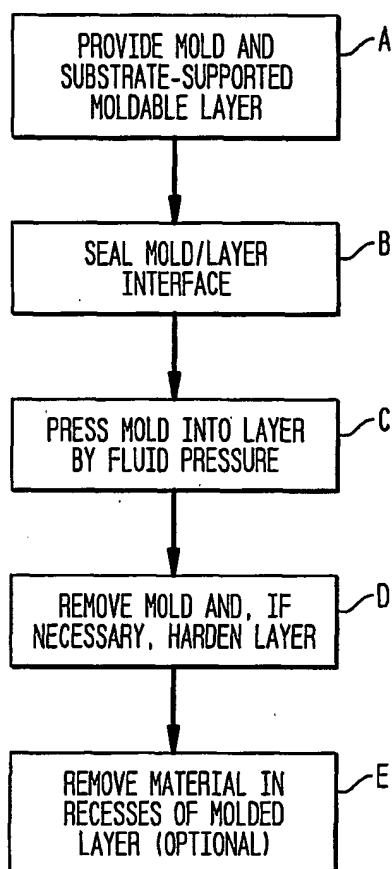 PROVIDE MOLD AND
SUBSTRATE-SUPPORTED
MOLDABLE LAYER
A
SEAL MOLD/LAYER
INTERFACE
B
PRESS MOLD INTO LAYER
BY FLUID PRESSURE
C
REMOVE MOLD AND, IF
NECESSARY, HARDEN LAYER
D
REMOVE MATERIAL IN
RECESSES OF MOLDED
LAYER (OPTIONAL)
E